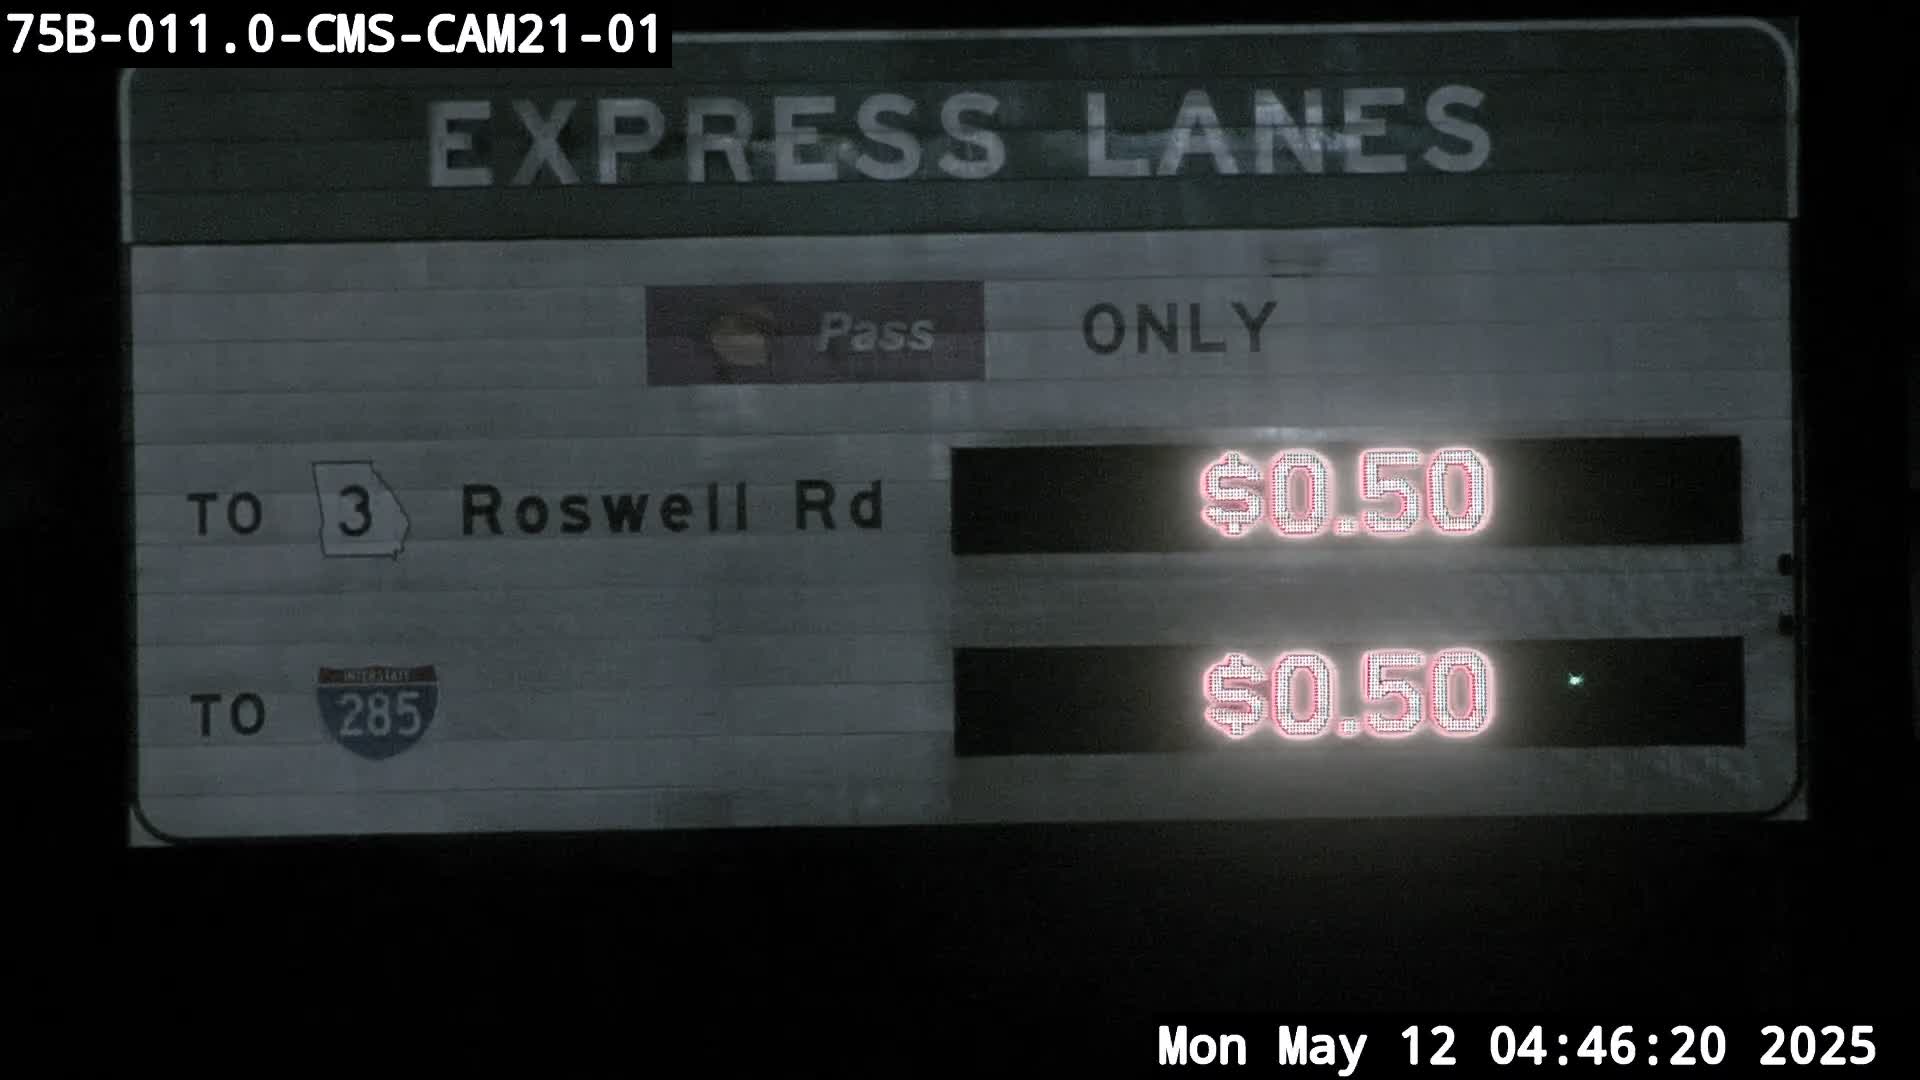 75B-011.0-CMS-CAM21-01
EXPRESS LANES
Pass ONLY
TO 3 Roswell Rd $0.50
TO INTERSTATE 285 $0.50
Mon May 12 04:46:20 2025